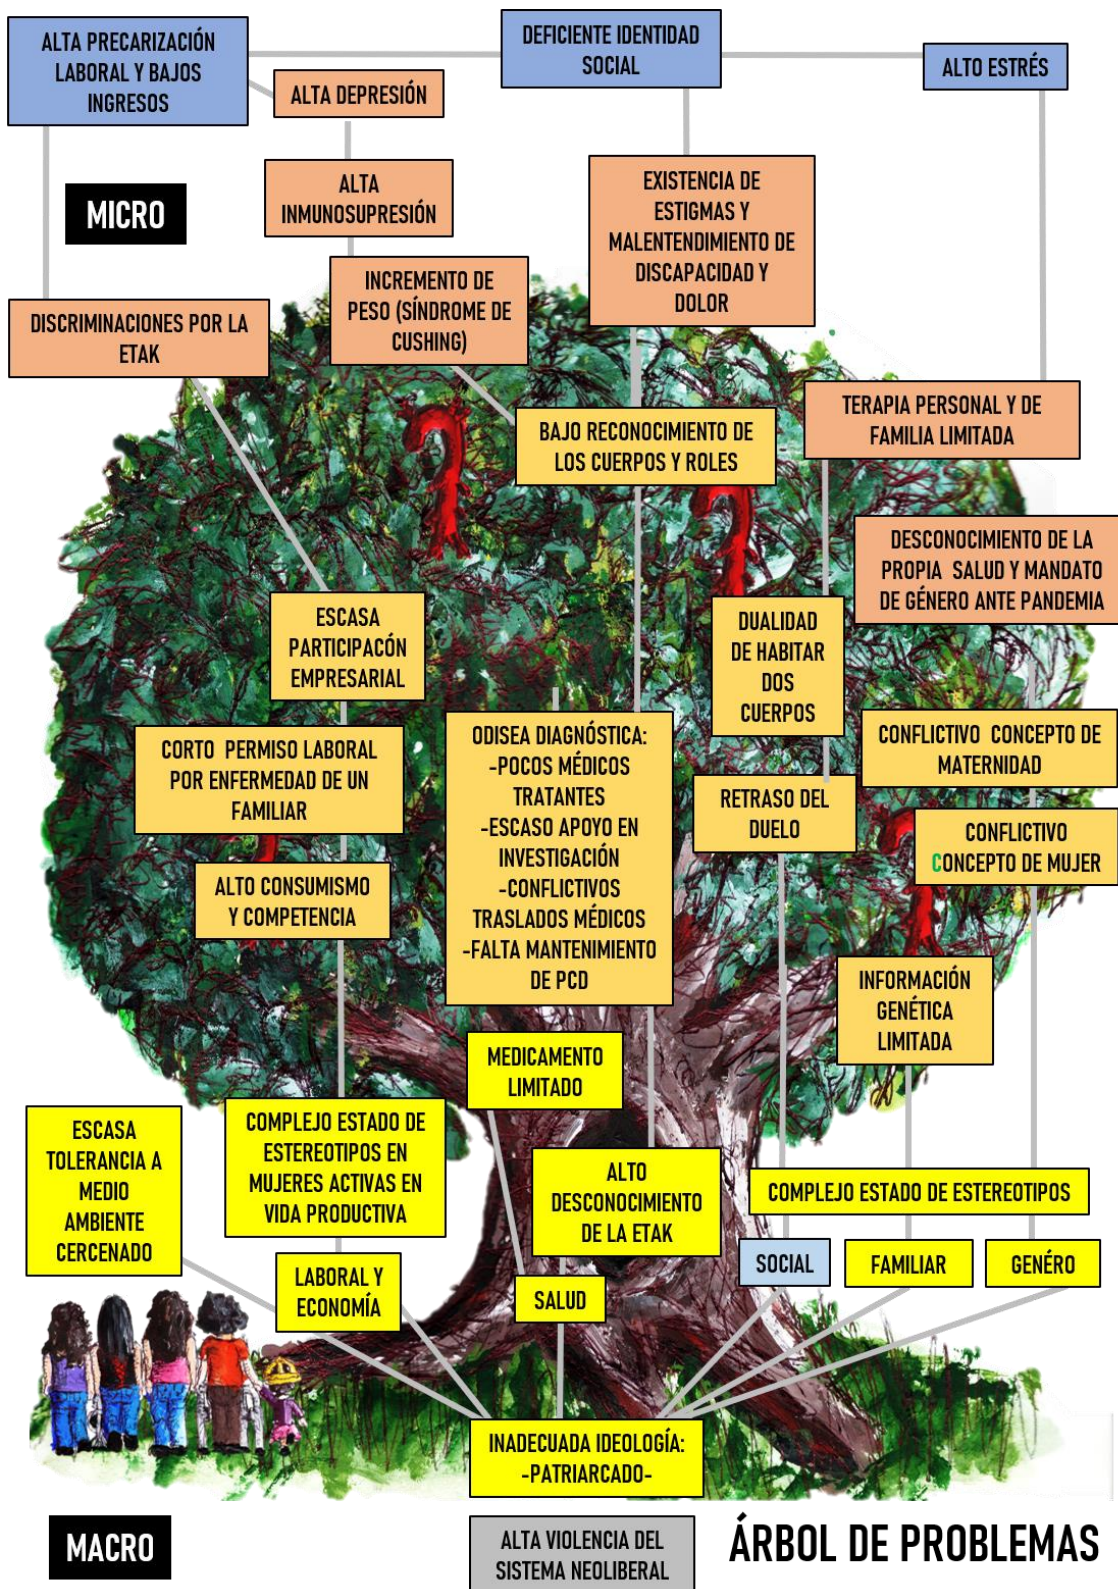 ALTA PRECARIZACIÓN
LABORAL Y BAJOS
INGRESOS
DEFICIENTE IDENTIDAD
SOCIAL
ALTO ESTRÉS
ALTA DEPRESIÓN
MICRO
ALTA
INMUNOSUPRESIÓN
EXISTENCIA DE
ESTIGMAS Y
MALENTENDIMIENTO DE
DISCAPACIDAD Y
DOLOR
DISCRIMINACIONES POR LA
ETAK
INCREMENTO DE
PESO (SÍNDROME DE
CUSHING)
BAJO RECONOCIMIENTO DE
LOS CUERPOS Y ROLES
TERAPIA PERSONAL Y DE
FAMILIA LIMITADA
DESCONOCIMIENTO DE LA
PROPIA SALUD Y MANDATO
DE GÉNERO ANTE PANDEMIA
ESCASA
PARTICIPACÓN
EMPRESARIAL
DUALIDAD
DE HABITAR
DOS
CUERPOS
CORTO PERMISO LABORAL
POR ENFERMEDAD DE UN
FAMILIAR
ODISEA DIAGNÓSTICA:
-POCOS MÉDICOS
TRATANTES
-ESCASO APOYO EN
INVESTIGACIÓN
-CONFLICTIVOS
TRASLADOS MÉDICOS
-FALTA MANTENIMIENTO
DE PCD
CONFLICTIVO CONCEPTO DE
MATERNIDAD
RETRASO DEL
DUELO
CONFLICTIVO
CONCEPTO DE MUJER
ALTO CONSUMISMO
Y COMPETENCIA
INFORMACIÓN
GENÉTICA
LIMITADA
MEDICAMENTO
LIMITADO
ESCASA
TOLERANCIA A
MEDIO
AMBIENTE
CERCENADO
COMPLEJO ESTADO DE
ESTEREOTIPOS EN
MUJERES ACTIVAS EN
VIDA PRODUCTIVA
ALTO
DESCONOCIMIENTO
DE LA ETAK
COMPLEJO ESTADO DE ESTEREOTIPOS
LABORAL Y
ECONOMÍA
SALUD
SOCIAL
FAMILIAR
GENÉRO
INADECUADA IDEOLOGÍA:
-PATRIARCADO-
MACRO
ALTA VIOLENCIA DEL
SISTEMA NEOLIBERAL
ÁRBOL DE PROBLEMAS